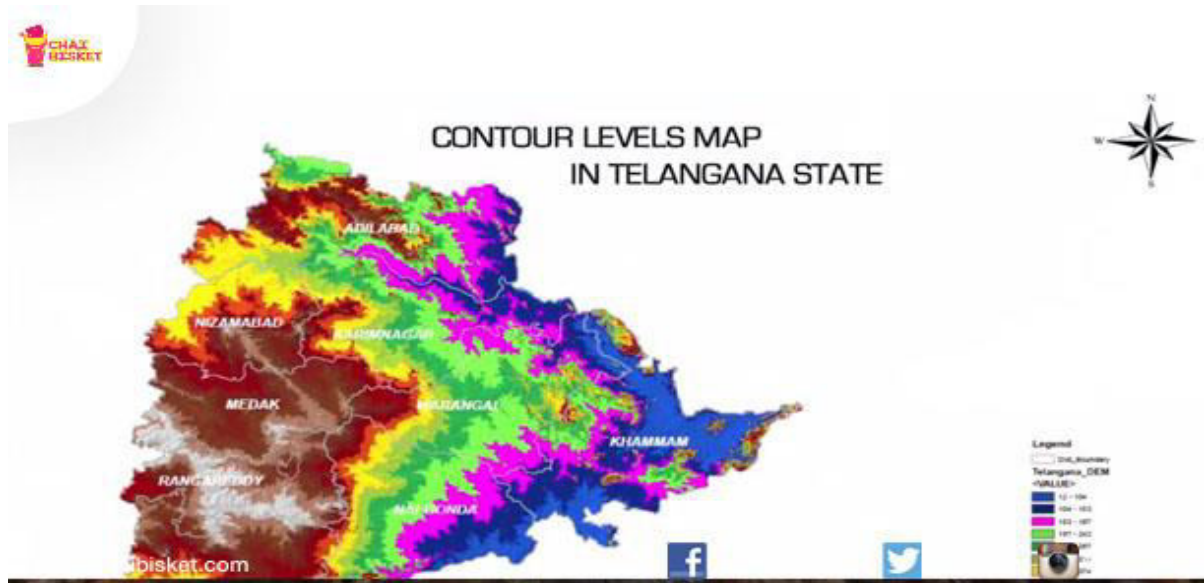 CHAI
BISKET
N
W
S
CONTOUR LEVELS MAP
IN TELANGANA STATE
ADILABAD
NIZAMABAD
KARIMNAGAR
MEDAK
WARANGAL
KHAMMAM
RANGAREDDY
NALGONDA
Legend
Telangana_DEM
<VALUE>
bisket.com